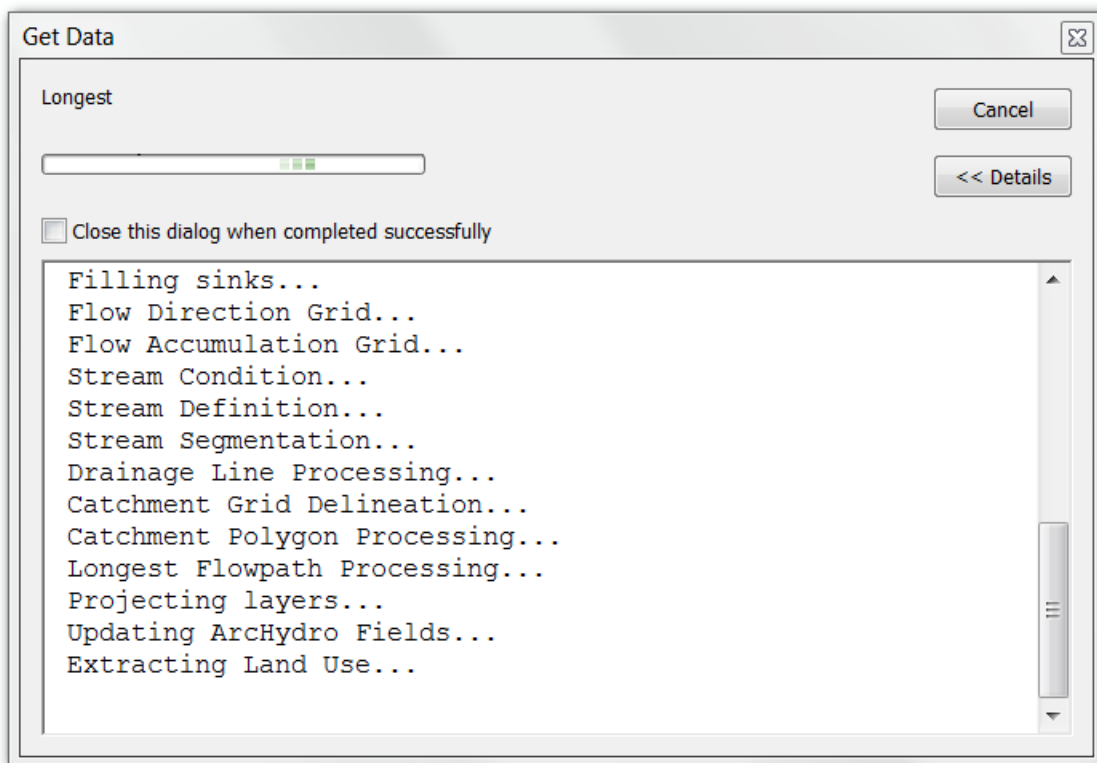 Get Data
Longest
Cancel
<< Details
Close this dialog when completed successfully
Filling sinks...
Flow Direction Grid...
Flow Accumulation Grid...
Stream Condition...
Stream Definition...
Stream Segmentation...
Drainage Line Processing...
Catchment Grid Delineation...
Catchment Polygon Processing...
Longest Flowpath Processing...
Projecting layers...
Updating ArcHydro Fields...
Extracting Land Use...